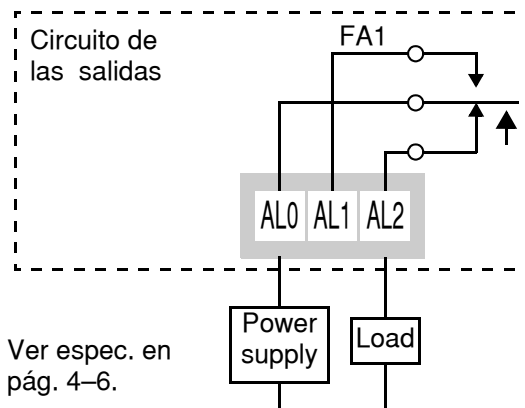 Circuito de
las salidas
FA1
AL0 AL1 AL2
Power
supply
Load
Ver espec. en
pág. 4–6.